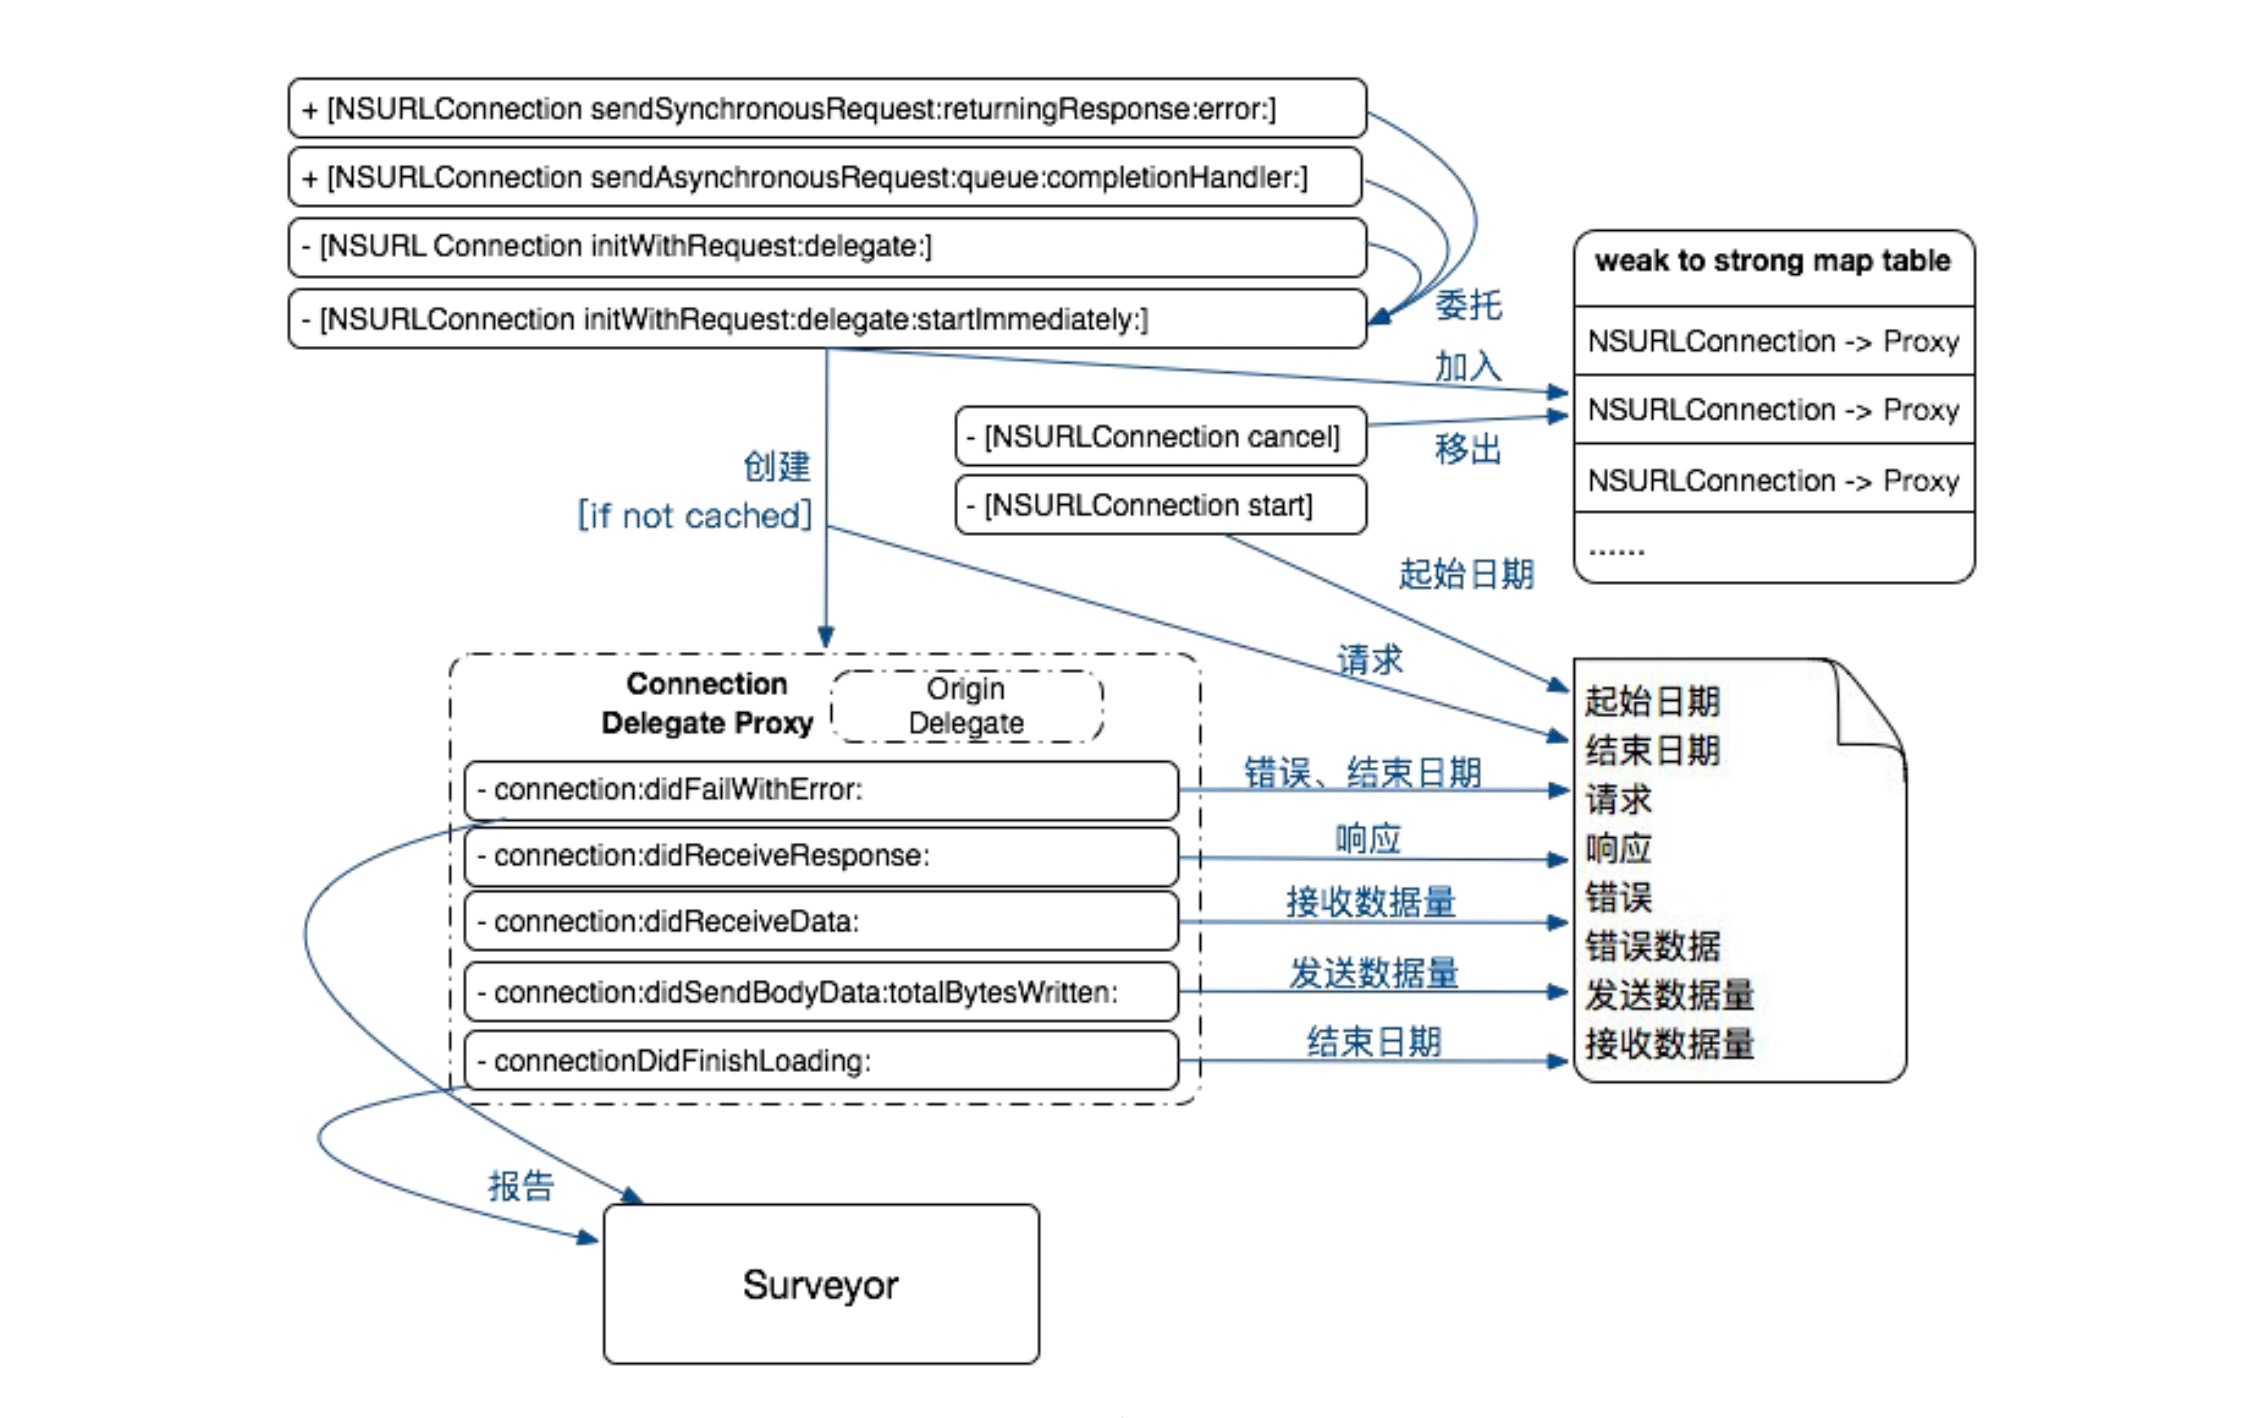 + [NSURLConnection sendSynchronousRequest:returningResponse:error:]
+ [NSURLConnection sendAsynchronousRequest:queue:completionHandler:]
- [NSURL Connection initWithRequest:delegate:]
- [NSURLConnection initWithRequest:delegate:startImmediately:]
委托
加入
weak to strong map table
NSURLConnection -> Proxy
NSURLConnection -> Proxy
NSURLConnection -> Proxy
......
- [NSURLConnection cancel]
移出
- [NSURLConnection start]
创建
[if not cached]
起始日期
请求
Connection
Delegate Proxy
Origin
Delegate
- connection:didFailWithError:
错误、结束日期
- connection:didReceiveResponse:
响应
- connection:didReceiveData:
接收数据量
- connection:didSendBodyData:totalBytesWritten:
发送数据量
- connectionDidFinishLoading:
结束日期
起始日期
结束日期
请求
响应
错误
错误数据
发送数据量
接收数据量
报告
Surveyor